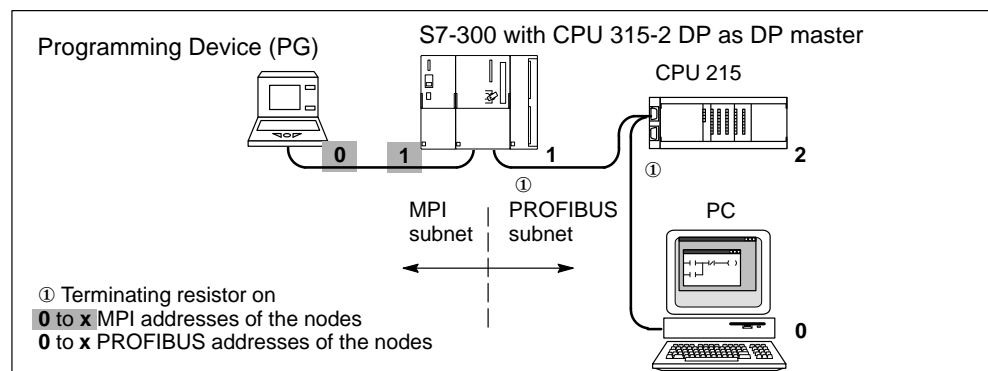 Programming Device (PG)
S7-300 with CPU 315-2 DP as DP master
CPU 215
0
1
1
2
①
①
MPI
subnet
PROFIBUS
subnet
PC
0
① Terminating resistor on
0 to x MPI addresses of the nodes
0 to x PROFIBUS addresses of the nodes